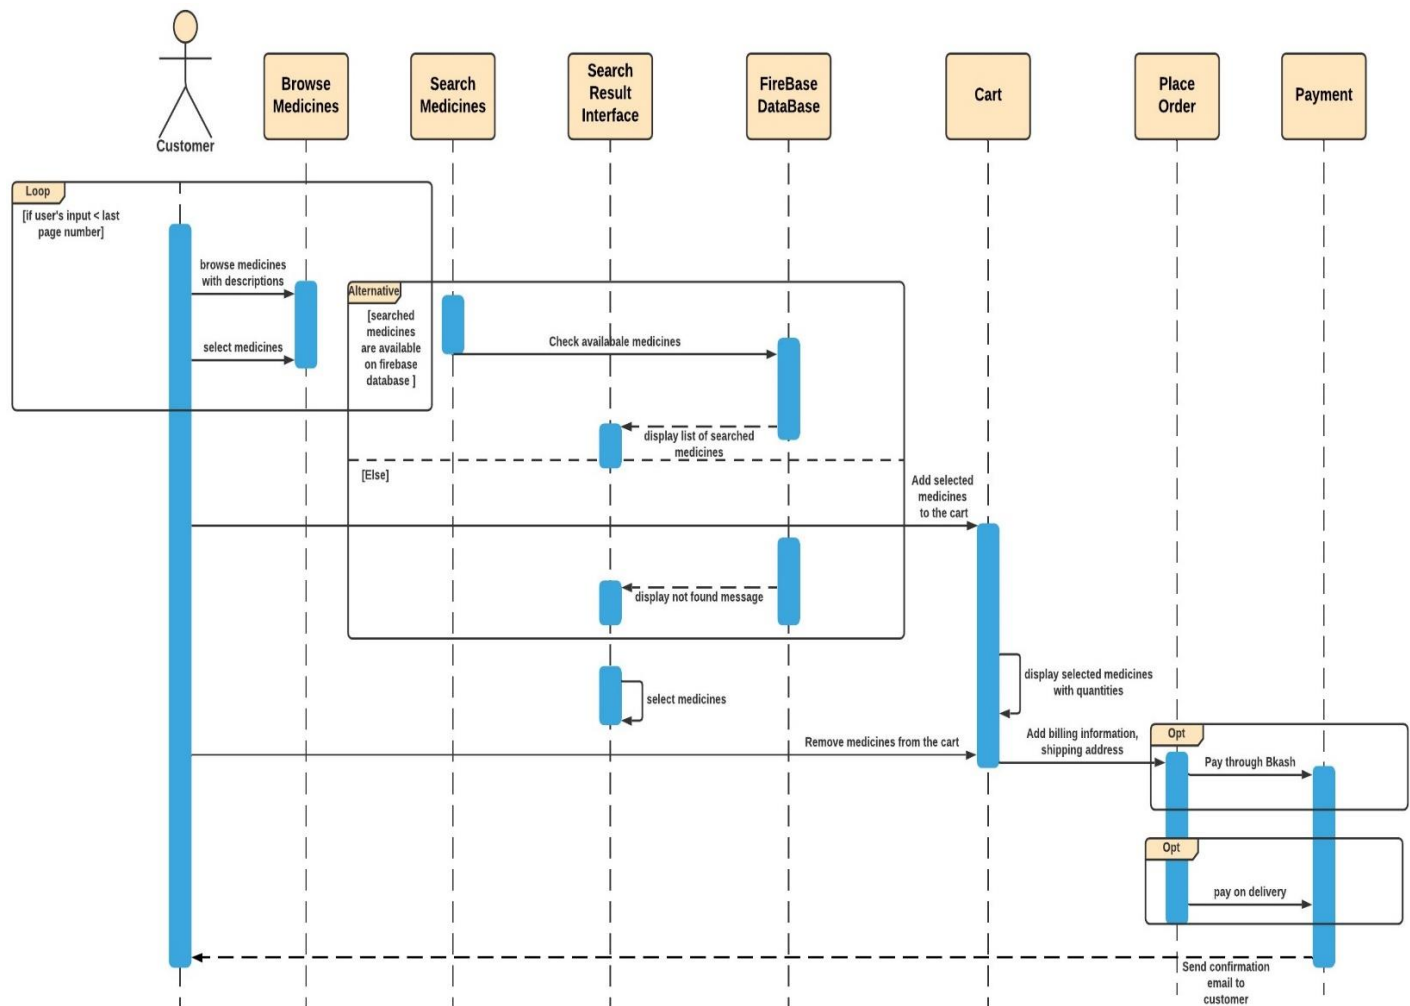 Customer
Browse
Medicines
Search
Medicines
Search
Result
Interface
FireBase
DataBase
Cart
Place
Order
Payment
Loop
[if user's input < last
page number]
browse medicines
with descriptions
select medicines
Alternative
[searched
medicines
are available
on firebase
database ]
Check availabale medicines
display list of searched
medicines
[Else]
Add selected
medicines
to the cart
display not found message
select medicines
display selected medicines
with quantities
Remove medicines from the cart
Add billing information,
shipping address
Opt
Pay through Bkash
Opt
pay on delivery
Send confirmation
email to
customer